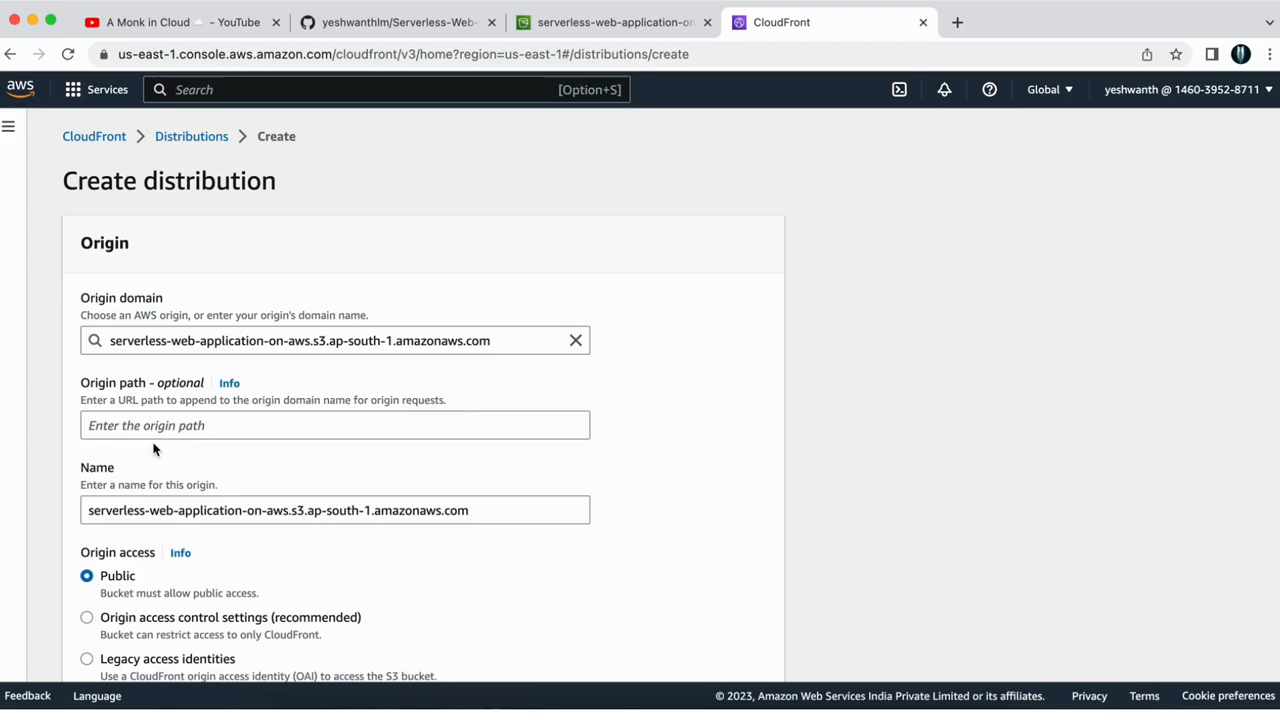 A Monk in Cloud - YouTube
yeshwanthlm/Serverless-Web-
serverless-web-application-on
CloudFront
us-east-1.console.aws.amazon.com/cloudfront/v3/home?region=us-east-1#/distributions/create
aws
Services
Search
[Option+S]
Global
yeshwanth @ 1460-3952-8711
CloudFront
Distributions
Create
Create distribution
Origin
Origin domain
Choose an AWS origin, or enter your origin's domain name.
serverless-web-application-on-aws.s3.ap-south-1.amazonaws.com
Origin path - optional Info
Enter a URL path to append to the origin domain name for origin requests.
Enter the origin path
Name
Enter a name for this origin.
serverless-web-application-on-aws.s3.ap-south-1.amazonaws.com
Origin access Info
Public
Bucket must allow public access.
Origin access control settings (recommended)
Bucket can restrict access to only CloudFront.
Legacy access identities
Use a CloudFront origin access identity (OAI) to access the S3 bucket.
Feedback
Language
© 2023, Amazon Web Services India Private Limited or its affiliates.
Privacy
Terms
Cookie preferences